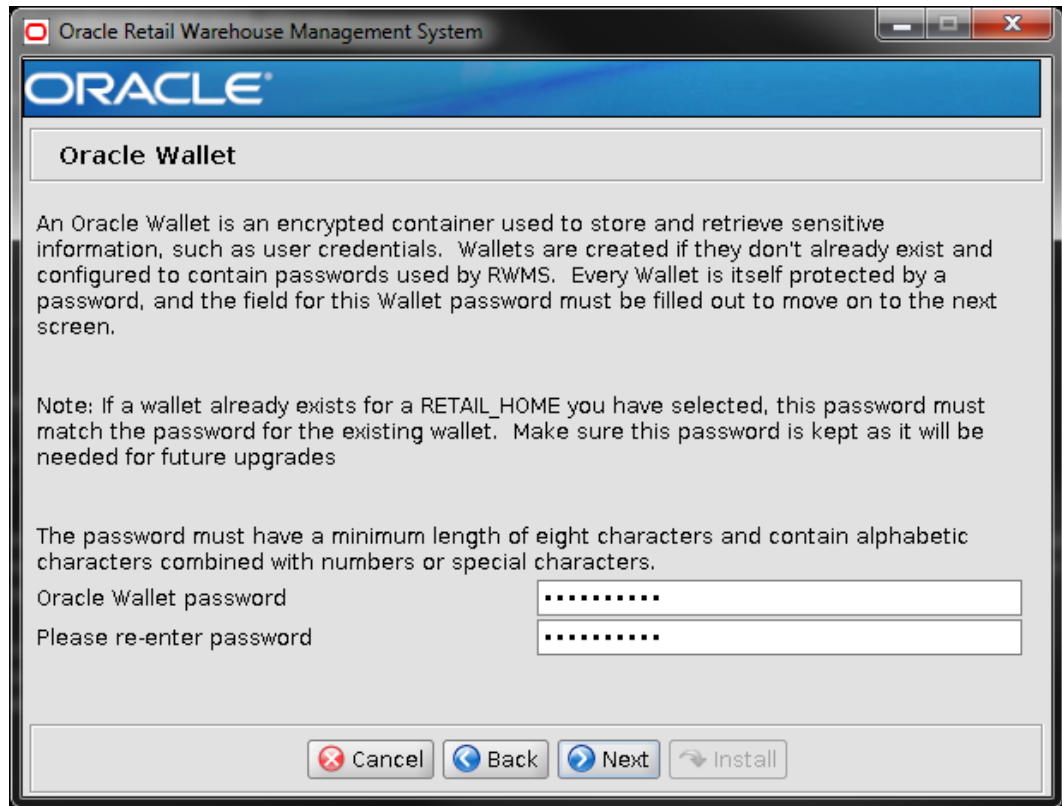 Oracle Retail Warehouse Management System
ORACLE®
Oracle Wallet
An Oracle Wallet is an encrypted container used to store and retrieve sensitive
information, such as user credentials.  Wallets are created if they don't already exist and
configured to contain passwords used by RWMS.  Every Wallet is itself protected by a
password, and the field for this Wallet password must be filled out to move on to the next
screen.
Note: If a wallet already exists for a RETAIL_HOME you have selected, this password must
match the password for the existing wallet.  Make sure this password is kept as it will be
needed for future upgrades
The password must have a minimum length of eight characters and contain alphabetic
characters combined with numbers or special characters.
Oracle Wallet password ••••••••••
Please re-enter password ••••••••••
Cancel Back Next Install